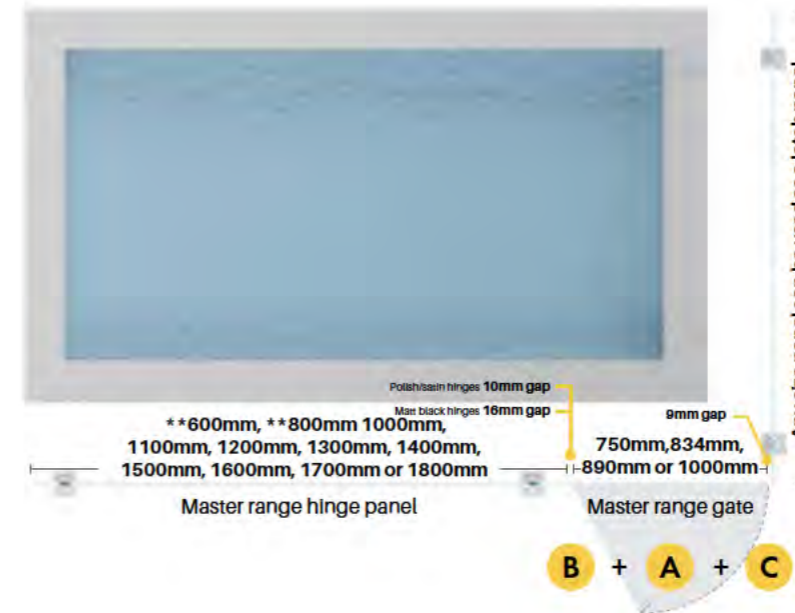 Polish/satin hinges 10mm gap
Matt black hinges 16mm gap
9mm gap
**600mm, **800mm 1000mm,
1100mm, 1200mm, 1300mm, 1400mm,
1500mm, 1600mm, 1700mm or 1800mm
750mm,834mm,
890mm or 1000mm
Master range hinge panel
Master range gate
B + A + C